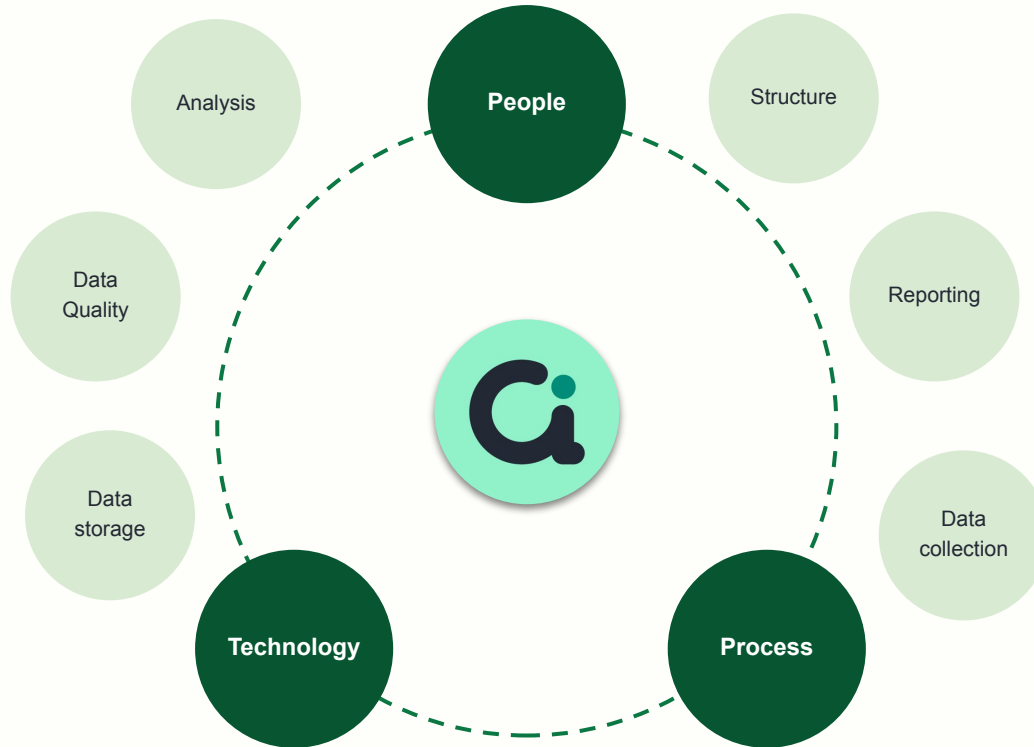 People
Structure
Analysis
Reporting
Data
Quality
Data
storage
Data
collection
Technology
Process